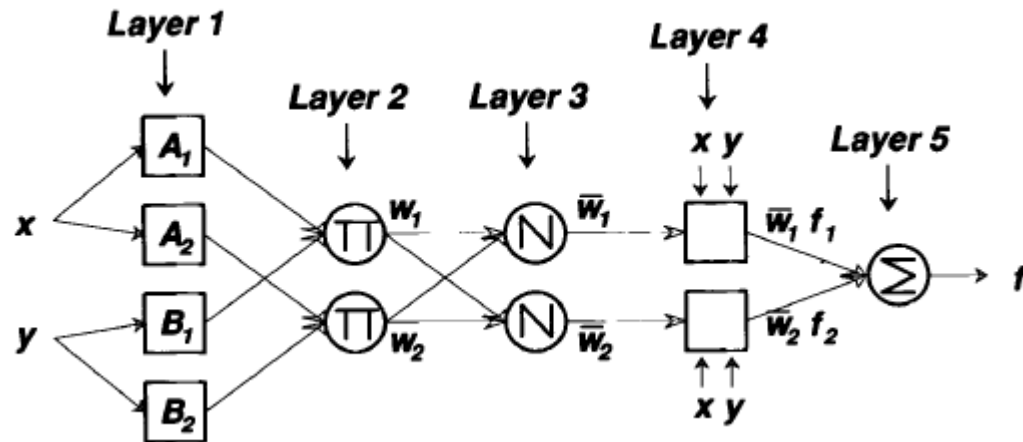 Layer 1
Layer 4
Layer 2
Layer 3
x y
Layer 5
A₁
x
A₂
Π
w₁
N
w̅₁
w̅₁ f₁
Σ
f
y
B₁
Π
w₂
N
w̅₂
w̅₂ f₂
B₂
x y